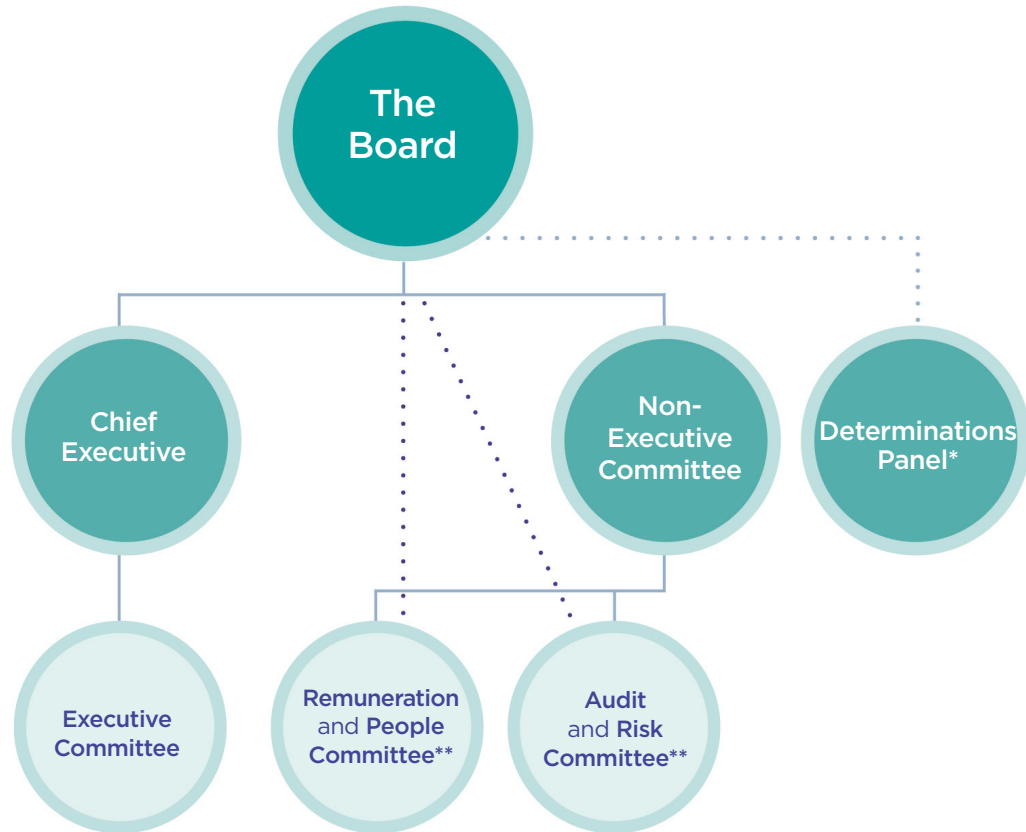 The
Board
Chief
Executive
Non-
Executive
Committee
Determinations
Panel*
Executive
Committee
Remuneration
and People
Committee**
Audit
and Risk
Committee**